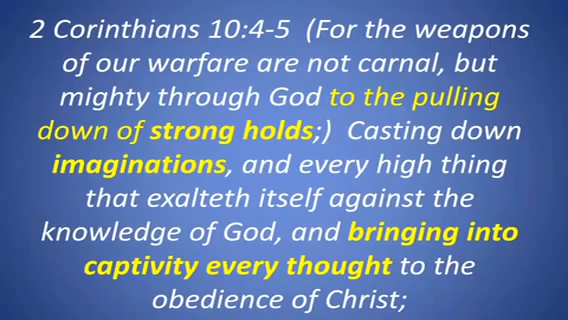 2 Corinthians 10:4-5  (For the weapons
of our warfare are not carnal, but
mighty through God to the pulling
down of strong holds;)  Casting down
imaginations, and every high thing
that exalteth itself against the
knowledge of God, and bringing into
captivity every thought to the
obedience of Christ;